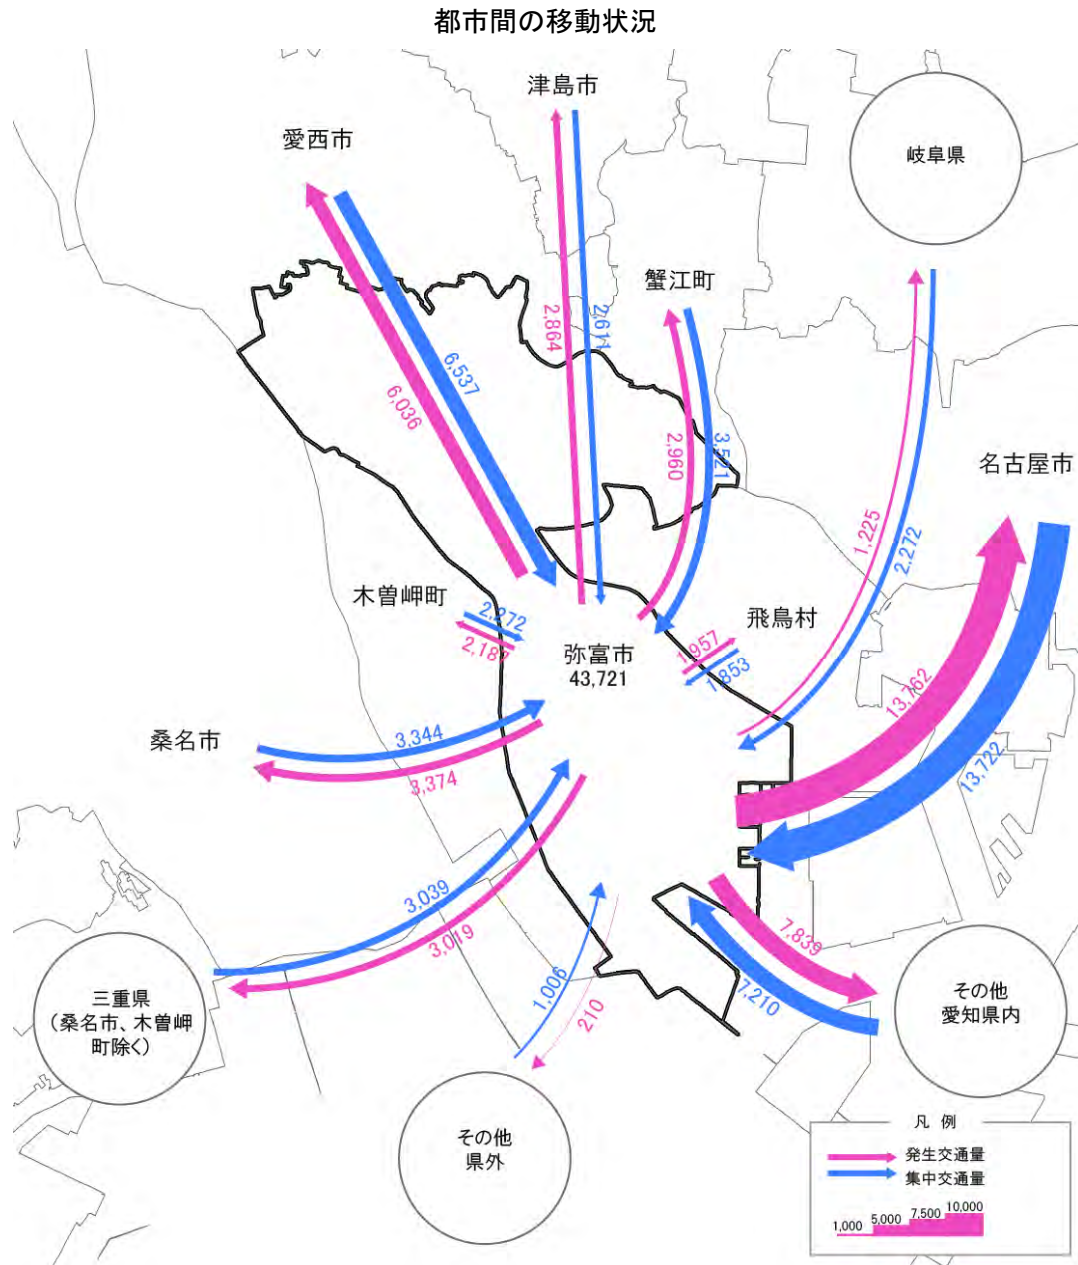 都市間の移動状況
津島市
愛西市
岐阜県
蟹江町
2,864
2,611
6,537
6,036
2,960
3,521
名古屋市
1,225
2,272
木曽岬町
2,272
2,187
飛鳥村
1,957
1,853
弥富市
43,721
13,762
13,722
桑名市
3,344
3,374
3,039
3,019
7,839
7,210
1,006
210
三重県
（桑名市、木曽岬
町除く）
その他
愛知県内
その他
県外
凡 例
発生交通量
集中交通量
1,000 5,000 7,500 10,000